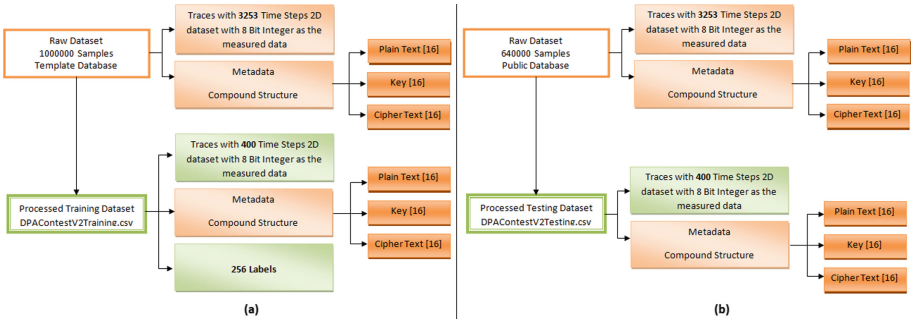 Raw Dataset
1000000 Samples
Template Database
Traces with 3253 Time Steps 2D
dataset with 8 Bit Integer as the
measured data
Metadata
Compound Structure
Plain Text [16]
Key [16]
Cipher Text [16]
Processed Training Dataset
DPAContestV2Training.csv
Traces with 400 Time Steps 2D
dataset with 8 Bit Integer as the
measured data
Metadata
Compound Structure
Plain Text [16]
Key [16]
Cipher Text [16]
256 Labels
(a)
Raw Dataset
640000 Samples
Public Database
Traces with 3253 Time Steps 2D
dataset with 8 Bit Integer as the
measured data
Metadata
Compound Structure
Plain Text [16]
Key [16]
Cipher Text [16]
Processed Testing Dataset
DPAContestV2Testing.csv
Traces with 400 Time Steps 2D
dataset with 8 Bit Integer as the
measured data
Metadata
Compound Structure
Plain Text [16]
Key [16]
Cipher Text [16]
(b)